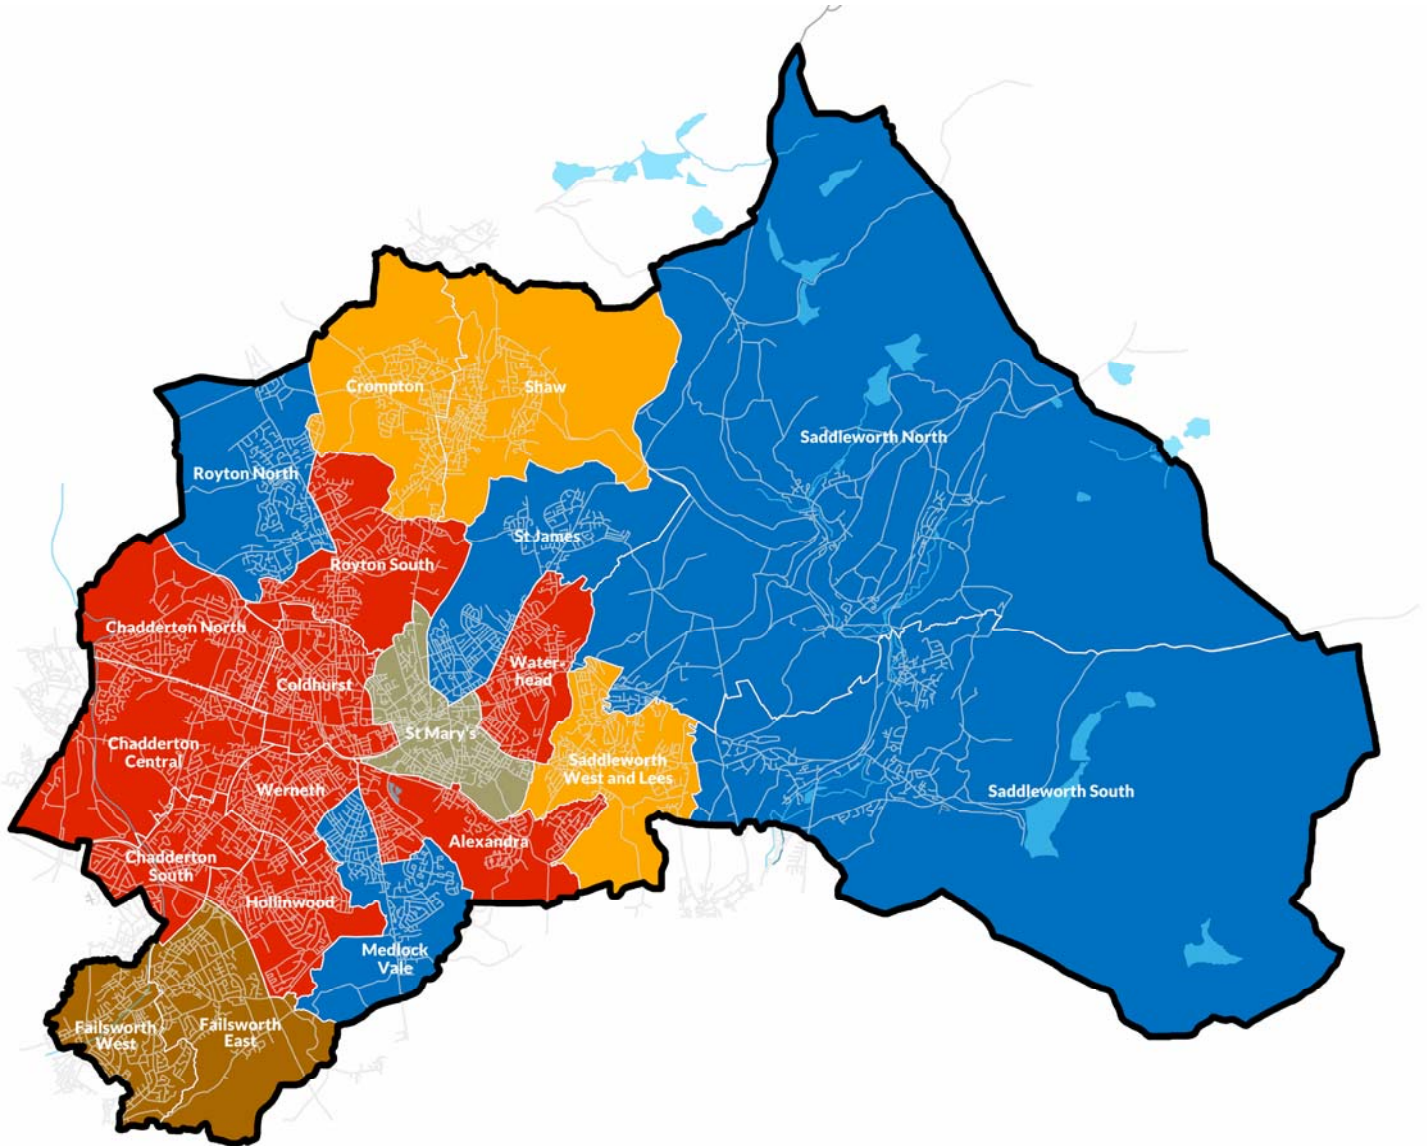 Crompton
Shaw
Saddleworth North
Royton North
St James
Royton South
Chadderton North
Water-
head
Coldhurst
St Mary's
Chadderton
Central
Saddleworth
West and Lees
Werneth
Saddleworth South
Alexandra
Chadderton
South
Hollinwood
Medlock
Vale
Failsworth
West
Failsworth
East